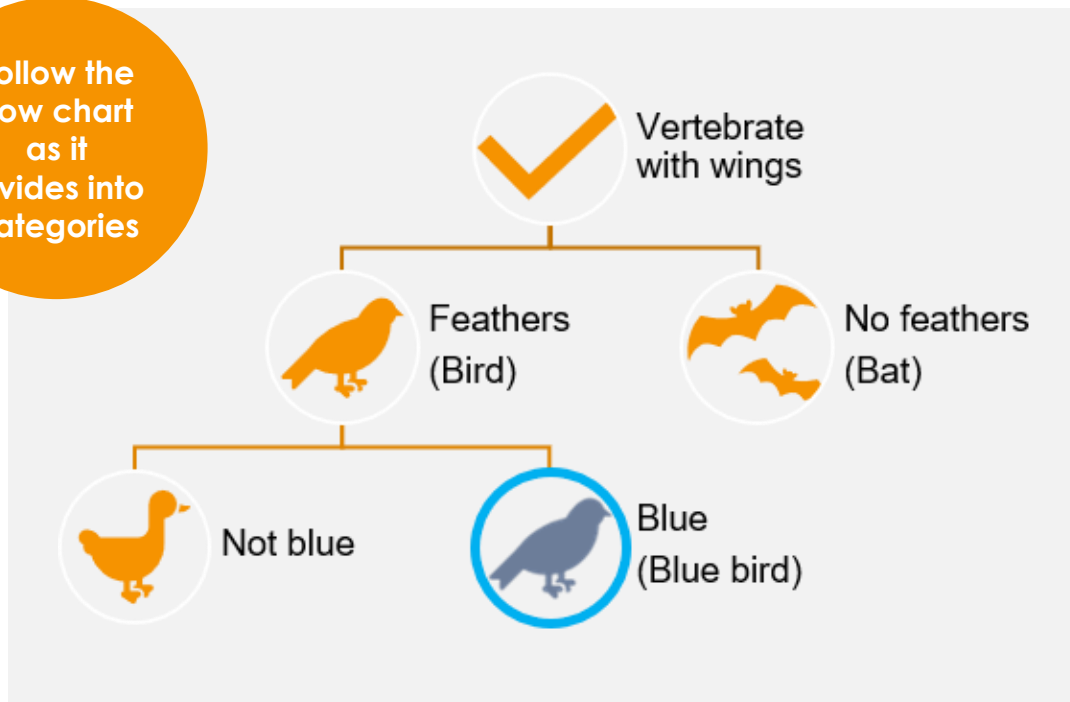 ollow the
ow chart
as it
vides into
ategories
Vertebrate
with wings
Feathers
(Bird)
No feathers
(Bat)
Not blue
Blue
(Blue bird)